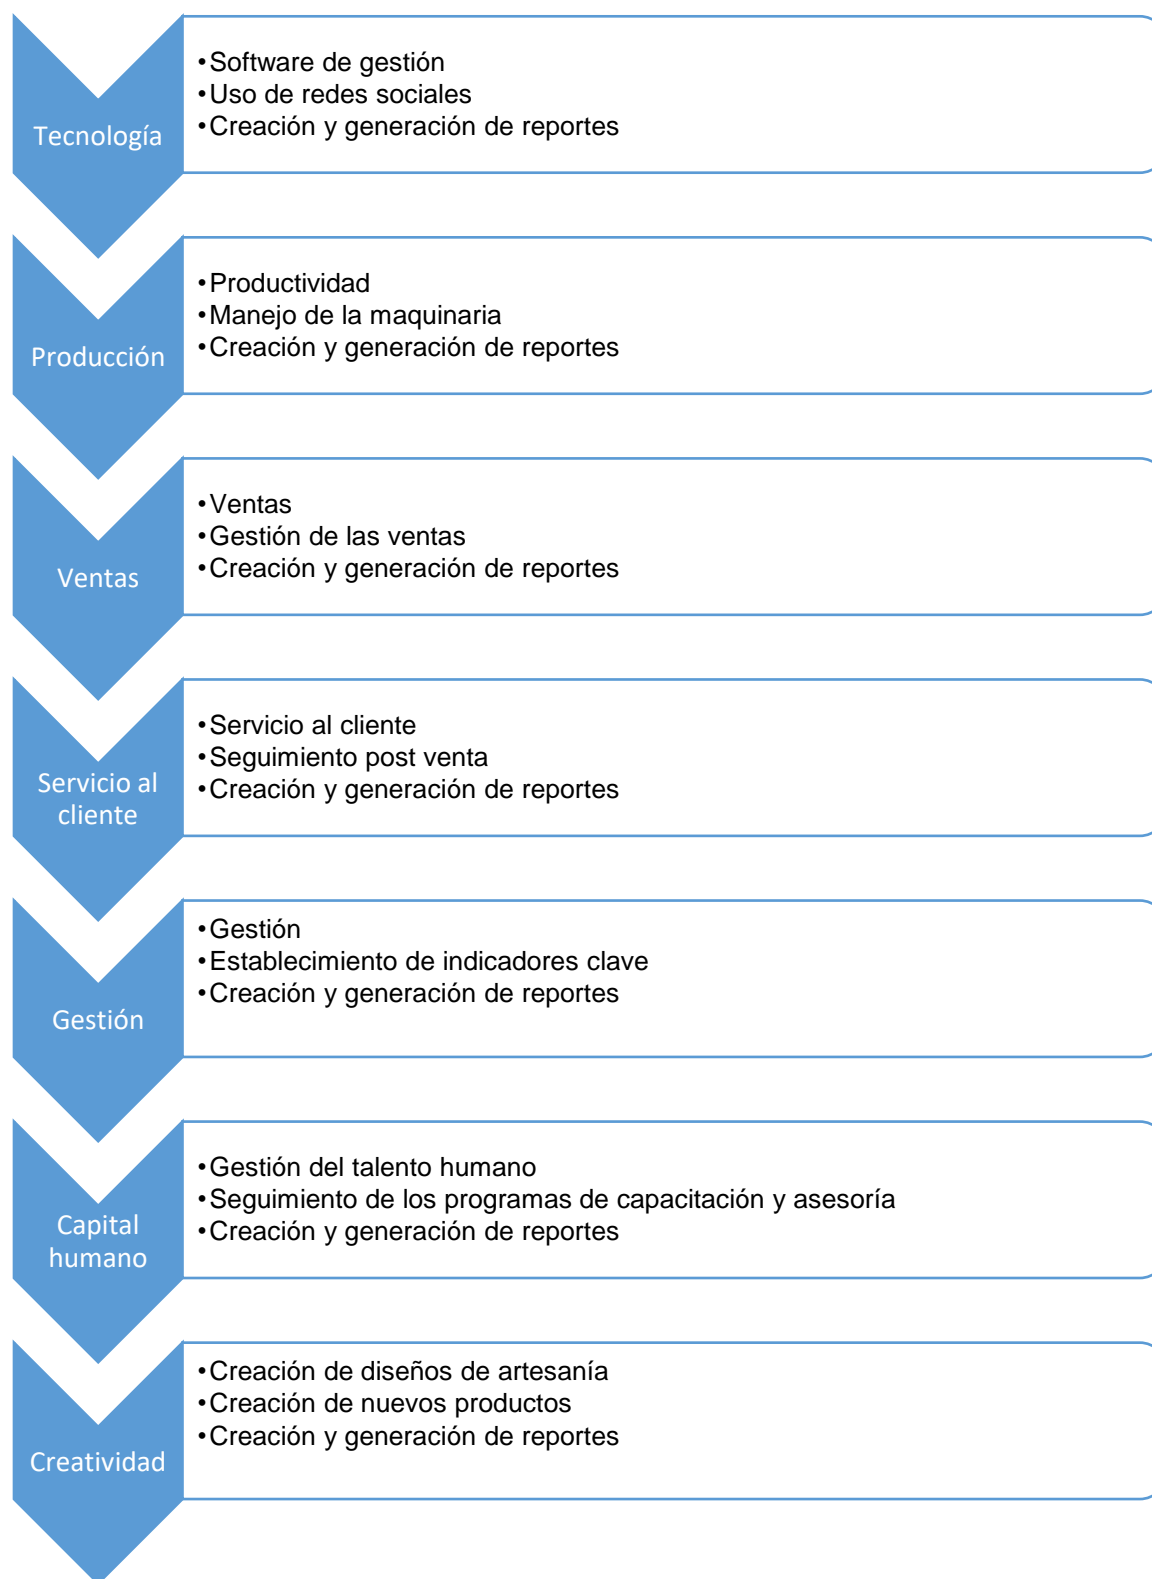 Tecnología
•Software de gestión
•Uso de redes sociales
•Creación y generación de reportes
Producción
•Productividad
•Manejo de la maquinaria
•Creación y generación de reportes
Ventas
•Ventas
•Gestión de las ventas
•Creación y generación de reportes
Servicio al
cliente
•Servicio al cliente
•Seguimiento post venta
•Creación y generación de reportes
Gestión
•Gestión
•Establecimiento de indicadores clave
•Creación y generación de reportes
Capital
humano
•Gestión del talento humano
•Seguimiento de los programas de capacitación y asesoría
•Creación y generación de reportes
Creatividad
•Creación de diseños de artesanía
•Creación de nuevos productos
•Creación y generación de reportes